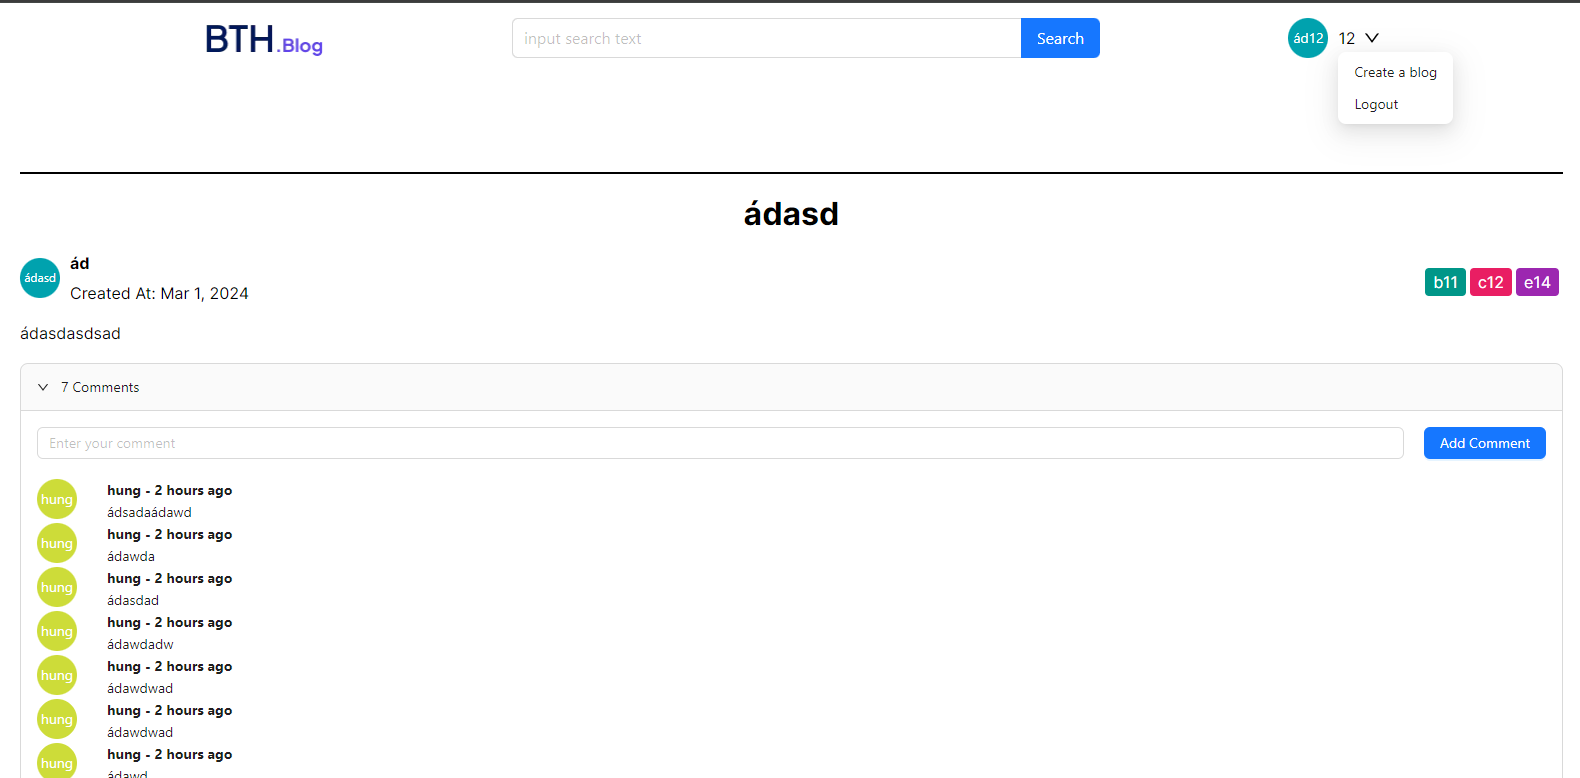 BTH.Blog
input search text
Search
ád12
12
Create a blog
Logout
ádasd
ádasd
ád
Created At: Mar 1, 2024
b11
c12
e14
ádasdasdsad
7 Comments
Enter your comment
Add Comment
hung
hung - 2 hours ago
ádsadaádawd
hung
hung - 2 hours ago
ádawda
hung
hung - 2 hours ago
ádasdad
hung
hung - 2 hours ago
ádawdadw
hung
hung - 2 hours ago
ádawdwad
hung
hung - 2 hours ago
ádawdwad
hung
hung - 2 hours ago
ádawd